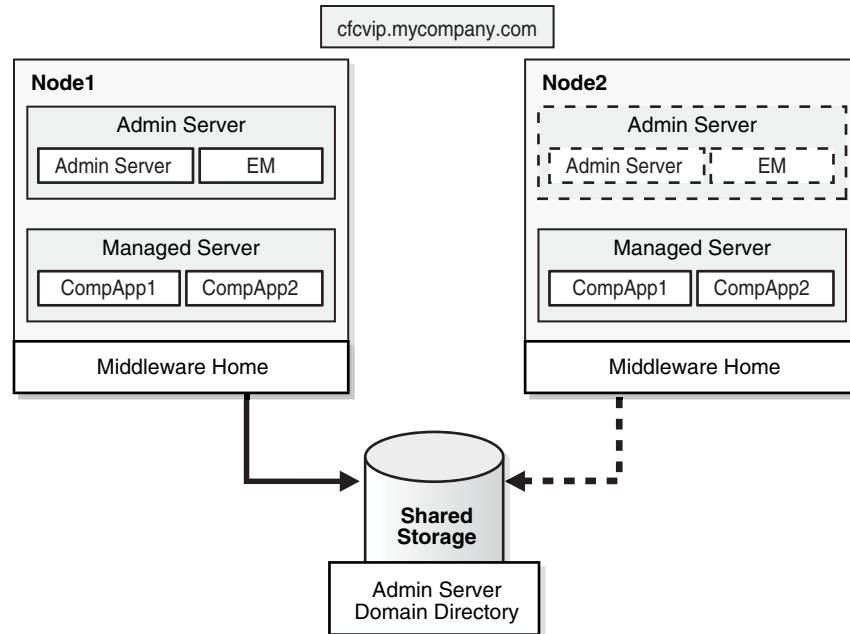 cfcvip.mycompany.com
Node1
Admin Server
Admin Server
EM
Managed Server
CompApp1
CompApp2
Middleware Home
Node2
Admin Server
Admin Server
EM
Managed Server
CompApp1
CompApp2
Middleware Home
Shared
Storage
Admin Server
Domain Directory